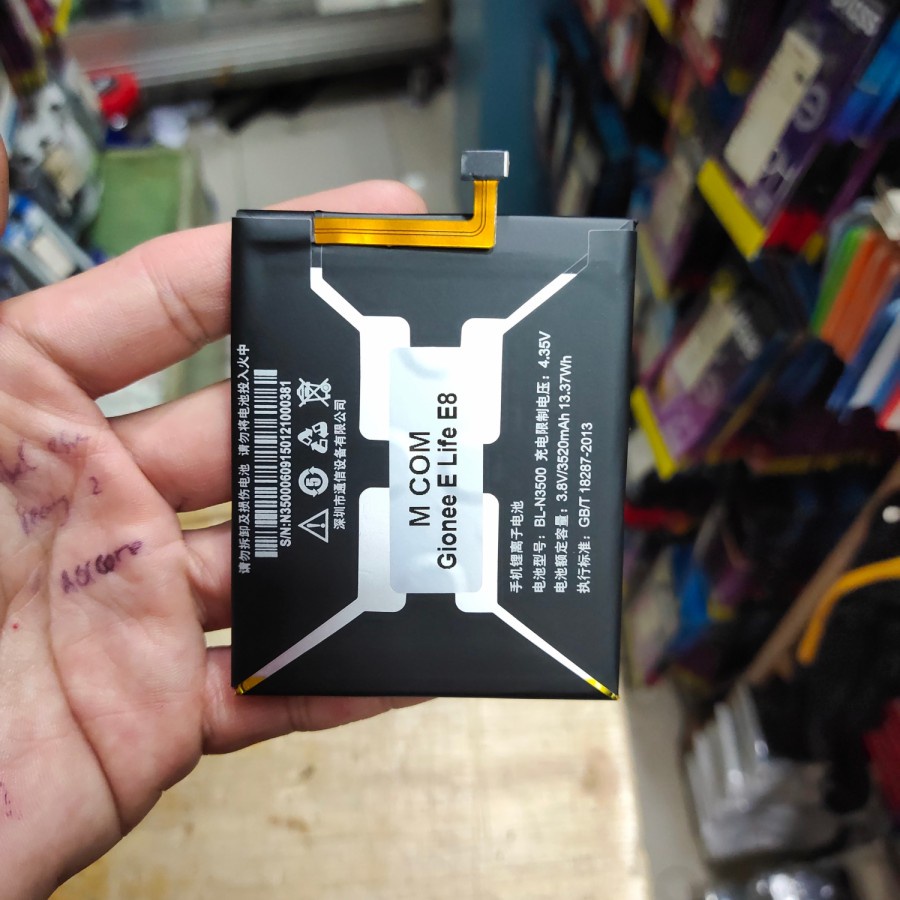 请勿拆卸及损伤电池 请勿将电池投入火中
S/N:N35000609150121000381
5
深圳市通信设备有限公司
M COM
Gionee E Life E8
手机锂离子电池
电池型号：BL-N3500 充电限制电压：4.35V
电池额定容量：3.8V/3520mAh 13.37Wh
执行标准：GB/T 18287-2013